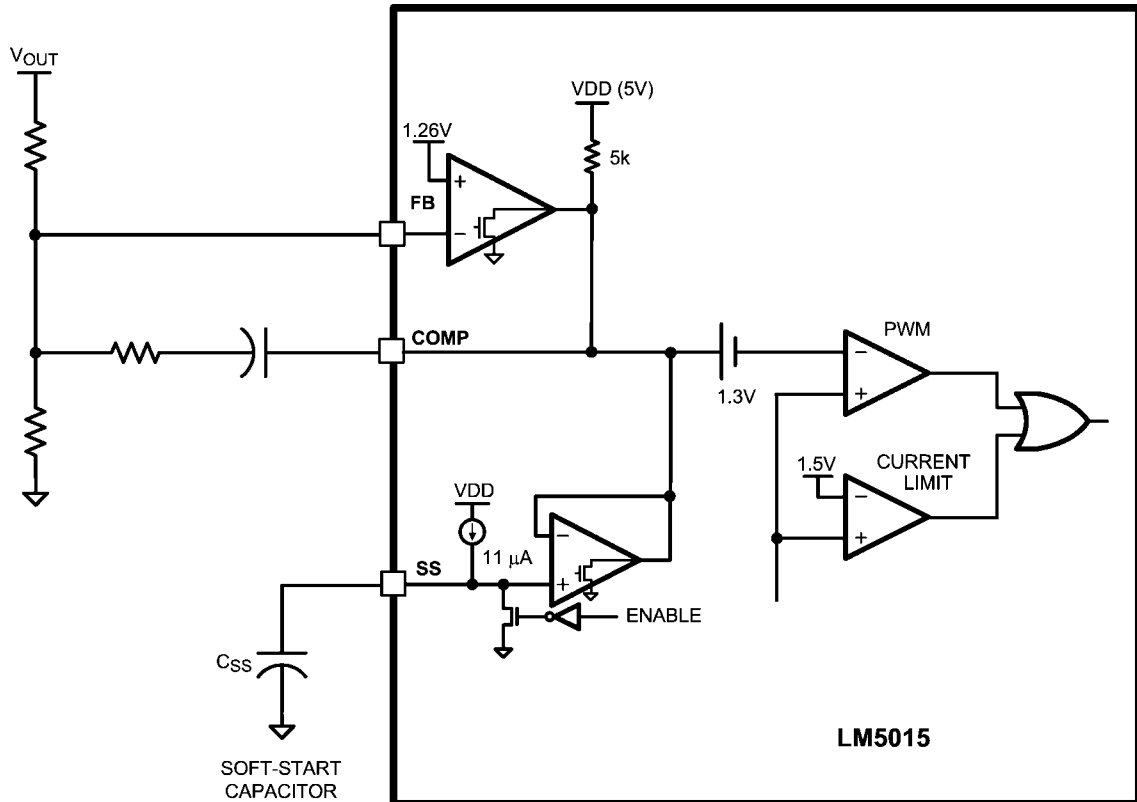 VOUT
VDD (5V)
1.26V
5k
+
FB
−
COMP
PWM
−
+
1.3V
1.5V
CURRENT
LIMIT
−
+
VDD
11 µA
−
+
SS
ENABLE
CSS
SOFT-START
CAPACITOR
LM5015